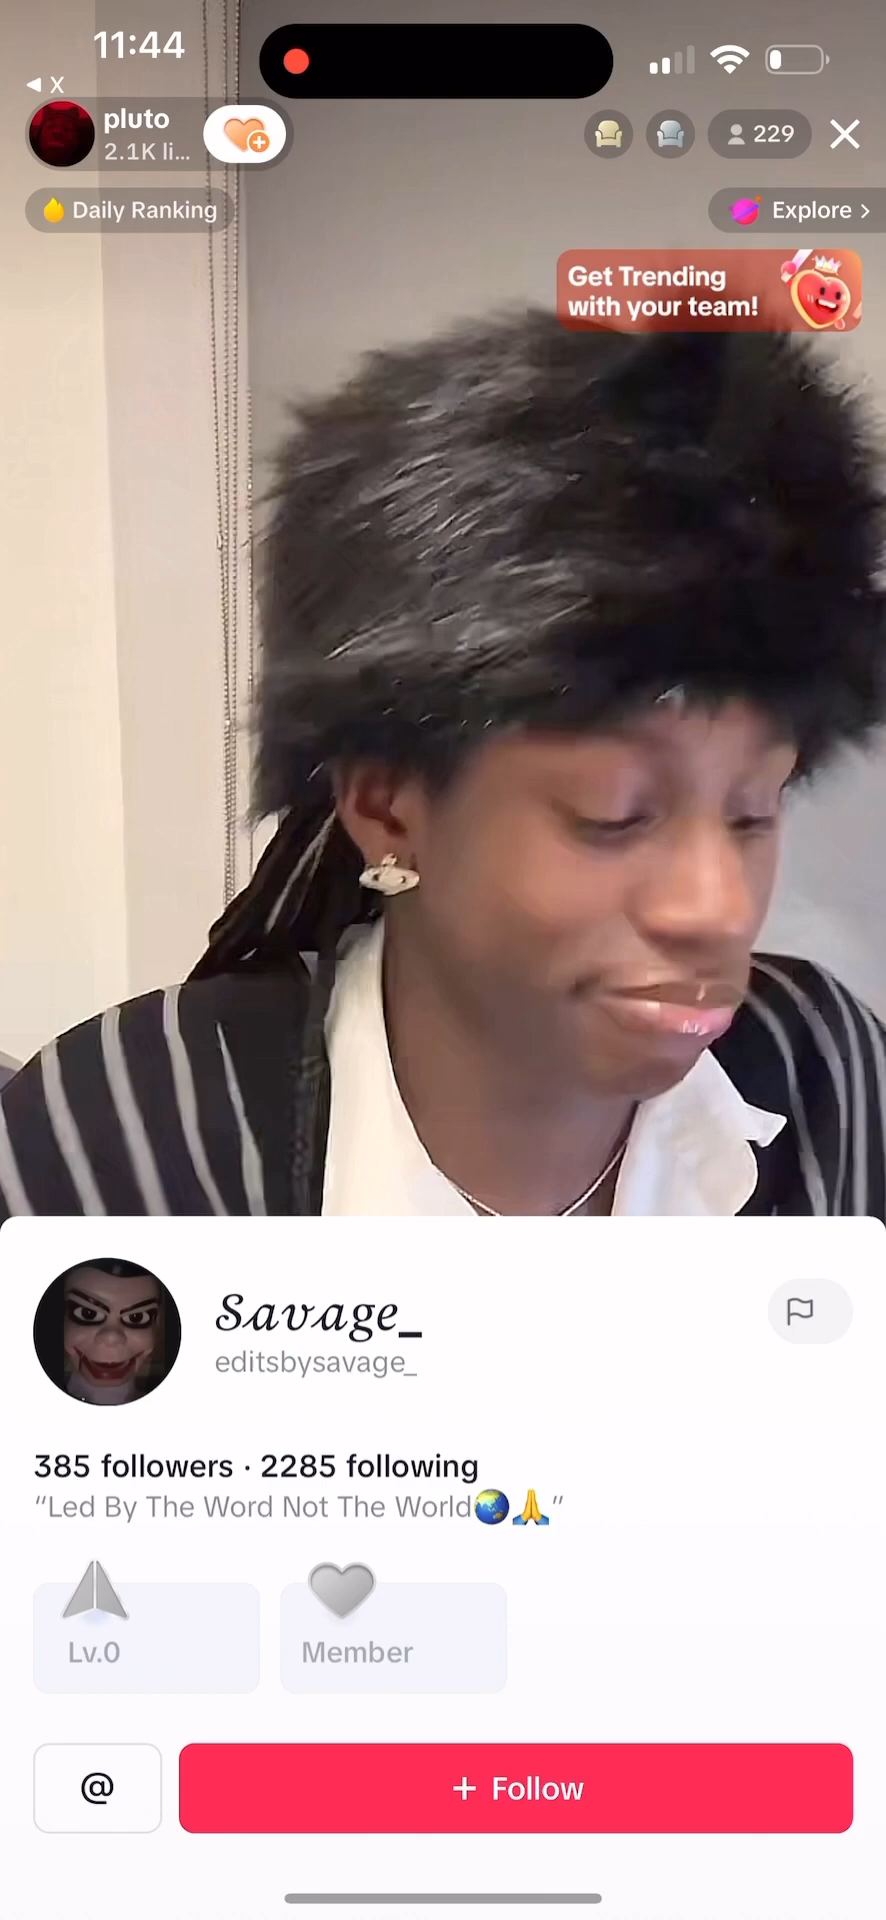 11:44
◀ X
pluto
2.1K li...
229
Daily Ranking
Explore >
Get Trending
with your team!
𝓢𝓪𝓿𝓪𝓰𝓮_
editsbysavage_
385 followers · 2285 following
“Led By The Word Not The World🌏🙏”
Lv.0
Member
@
+ Follow